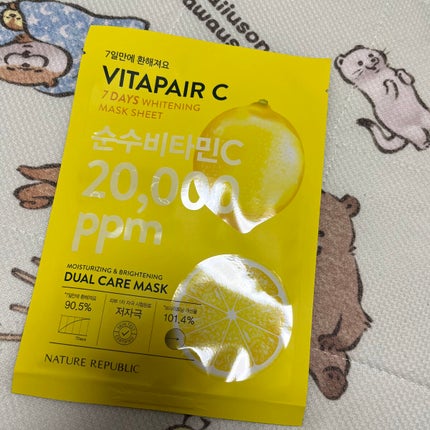 7일만에 환해져요
VITAPAIR C
7 DAYS WHITENING
MASK SHEET
순수비타민C
20,000
ppm
MOISTURIZING & BRIGHTENING
DUAL CARE MASK
90.5%
저자극
101.4%
7Days
NATURE REPUBLIC